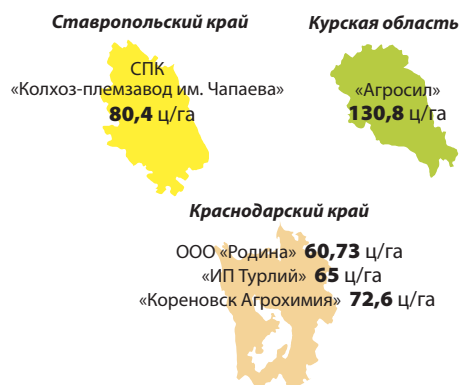 Ставропольский край
СПК
«Колхоз-племзавод им. Чапаева»
80,4 ц/га
Курская область
«Агросил»
130,8 ц/га
Краснодарский край
ООО «Родина» 60,73 ц/га
«ИП Турлий» 65 ц/га
«Кореновск Агрохимия» 72,6 ц/га